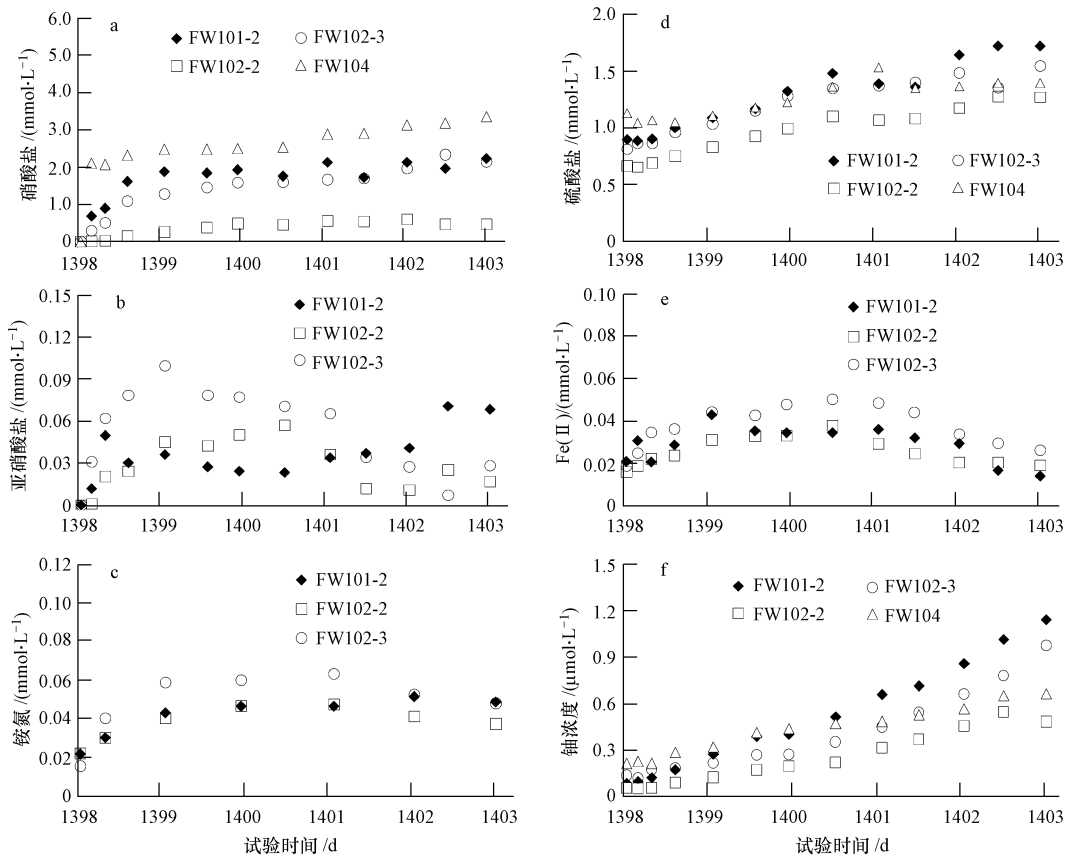 a
6.0
5.0
4.0
3.0
2.0
1.0
0
硝酸盐/(mmol·L⁻¹)
FW101-2
FW102-3
FW102-2
FW104
1398
1399
1400
1401
1402
1403
b
0.15
0.12
0.09
0.06
0.03
0
亚硝酸盐/(mmol·L⁻¹)
FW101-2
FW102-2
FW102-3
1398
1399
1400
1401
1402
1403
c
0.12
0.10
0.08
0.06
0.04
0.02
0
铵氮/(mmol·L⁻¹)
FW101-2
FW102-2
FW102-3
1398
1399
1400
1401
1402
1403
试验时间/d
d
2.0
1.5
1.0
0.5
0
硫酸盐/(mmol·L⁻¹)
FW101-2
FW102-3
FW102-2
FW104
1398
1399
1400
1401
1402
1403
e
0.10
0.08
0.06
0.04
0.02
0
Fe(Ⅱ)/(mmol·L⁻¹)
FW101-2
FW102-2
FW102-3
1398
1399
1400
1401
1402
1403
f
1.5
1.2
0.9
0.6
0.3
0
铀浓度/(μmol·L⁻¹)
FW101-2
FW102-3
FW102-2
FW104
1398
1399
1400
1401
1402
1403
试验时间/d